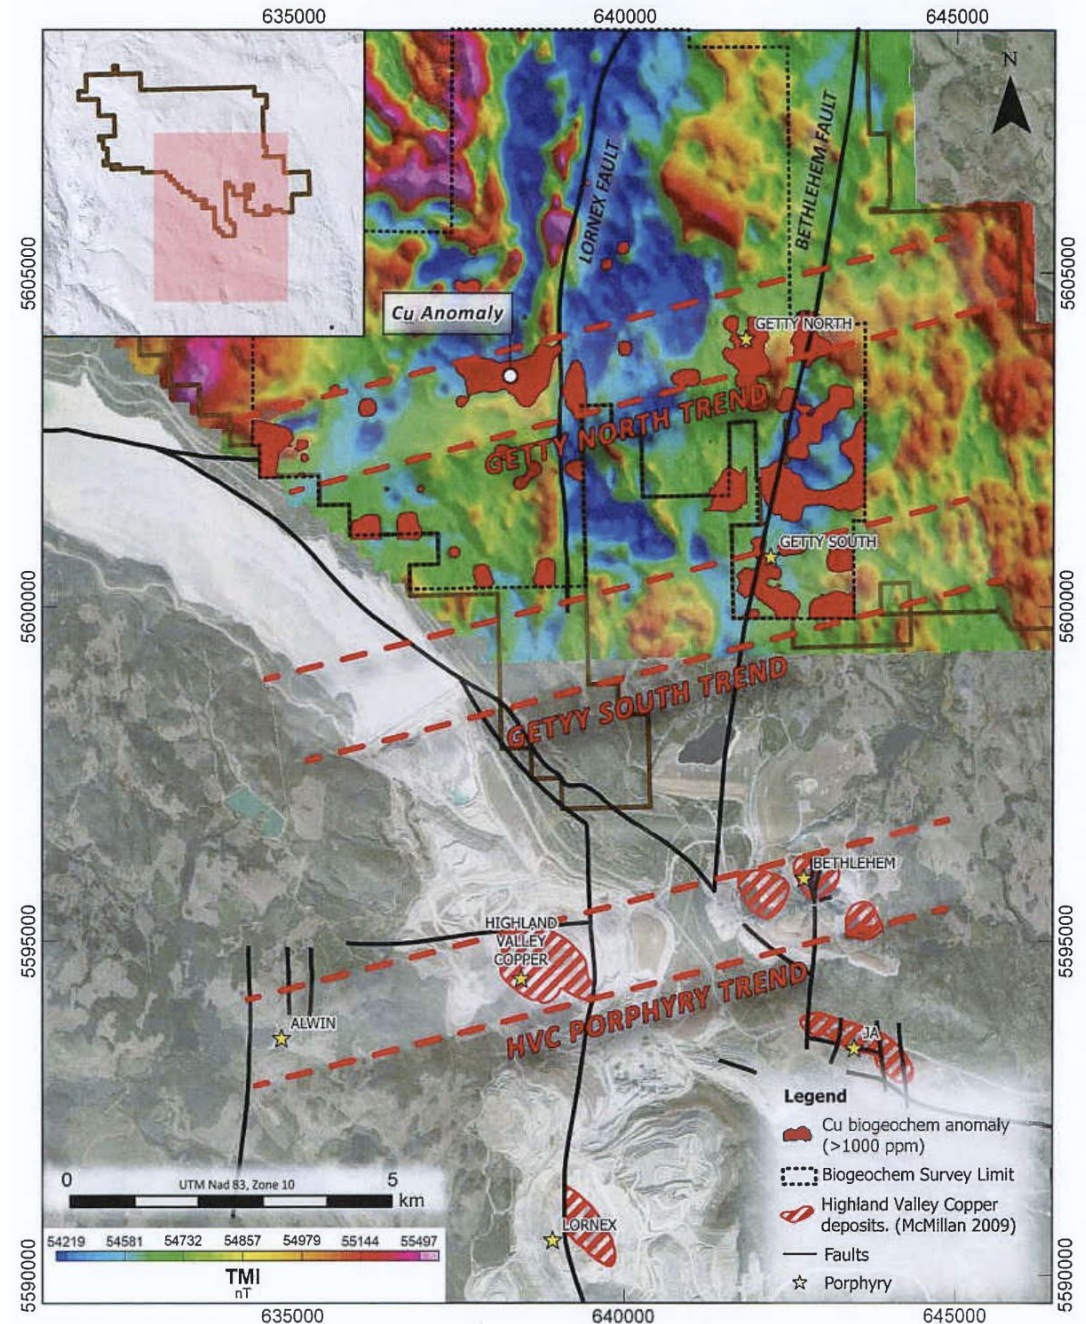 635000
640000
645000
N
5605000
5605000
LORNEX FAULT
BETHLEHEM FAULT
Cu Anomaly
GETTY NORTH
GETTY NORTH TREND
GETTY SOUTH
5600000
5600000
GETYY SOUTH TREND
BETHLEHEM
HIGHLAND
VALLEY
COPPER
5595000
5595000
HVC PORPHYRY TREND
ALWIN
JA
Legend
Cu biogeochem anomaly
(>1000 ppm)
Biogeochem Survey Limit
Highland Valley Copper
deposits. (McMillan 2009)
Faults
Porphyry
0
5
UTM Nad 83, Zone 10
km
LORNEX
54219 54581 54732 54857 54979 55144 55497
TMI
nT
5590000
5590000
635000
640000
645000